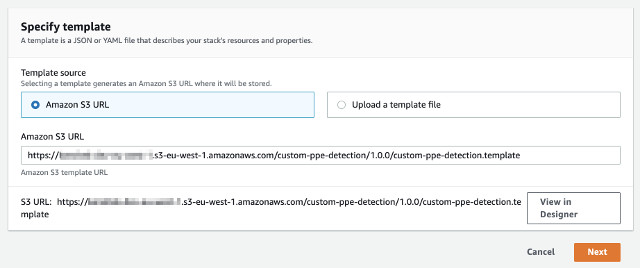 Specify template
A template is a JSON or YAML file that describes your stack's resources and properties.
Template source
Selecting a template generates an Amazon S3 URL where it will be stored.
Amazon S3 URL
Upload a template file
Amazon S3 URL
https:// .s3-eu-west-1.amazonaws.com/custom-ppe-detection/1.0.0/custom-ppe-detection.template
Amazon S3 template URL
S3 URL: https:// .s3-eu-west-1.amazonaws.com/custom-ppe-detection/1.0.0/custom-ppe-detection.te
mplate
View in
Designer
Cancel
Next